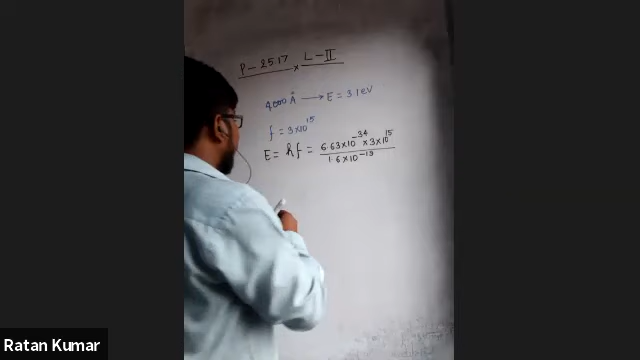 P - 2517 x L - II
4000 Å → E = 3.1 eV
f = 3×10^15
E = hf = 6.63×10^-34 × 3×10^15
1.6×10^-19
Ratan Kumar